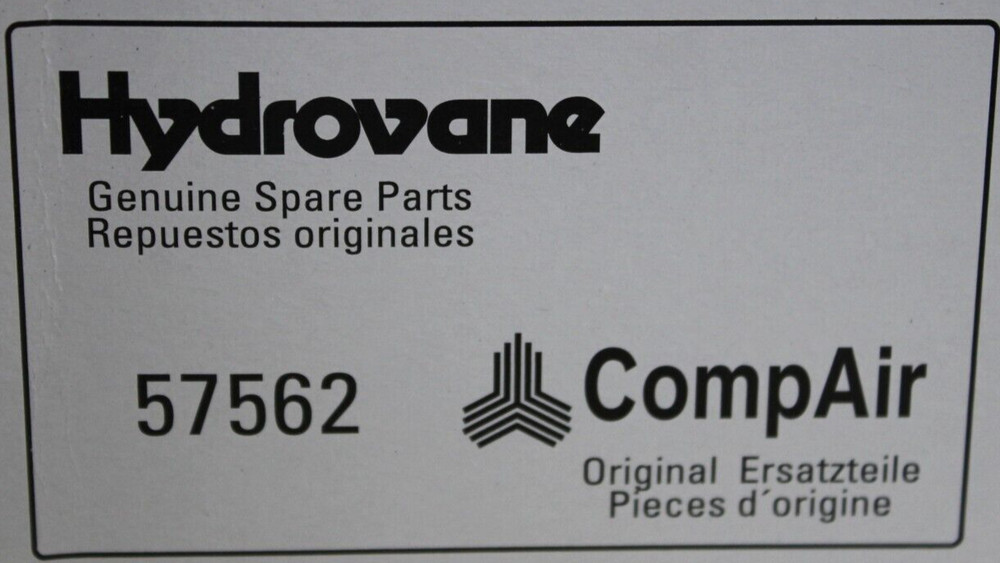 Hydrovane
Genuine Spare Parts
Repuestos originales
57562
CompAir
Original Ersatzteile
Pieces d´origine